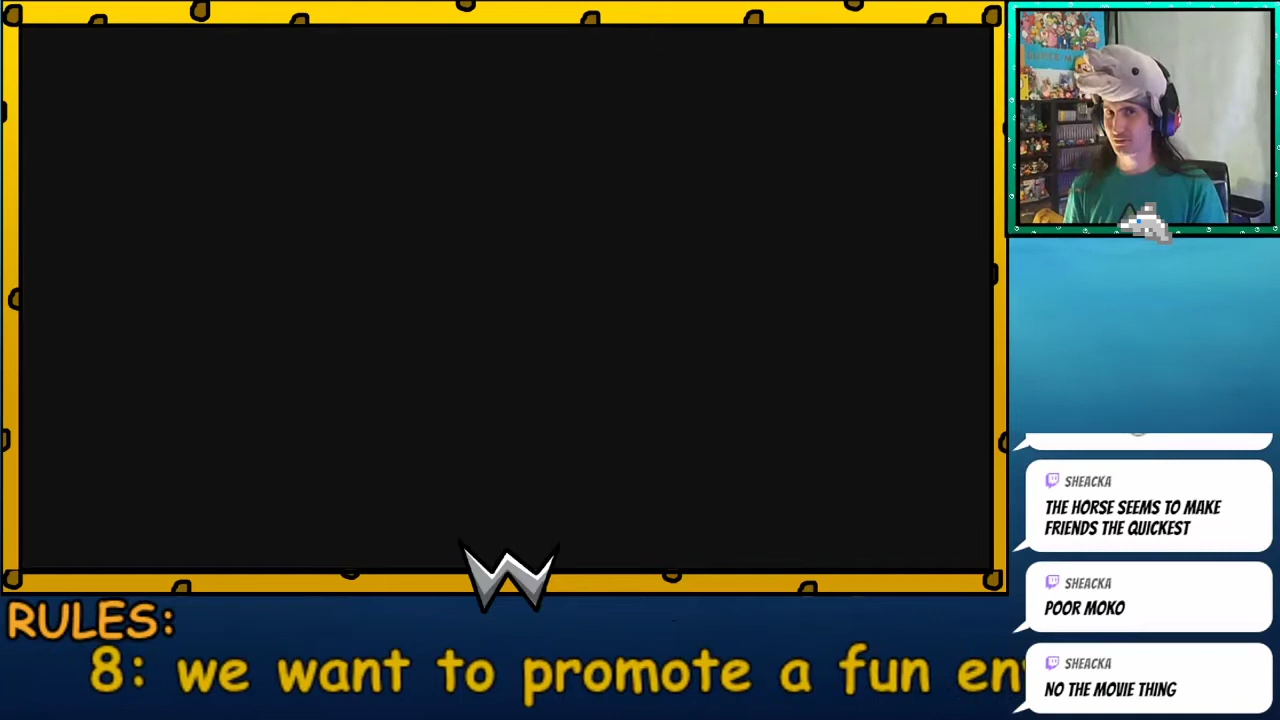 RULES:
8: we want to promote a fun en
SHEACKA
THE HORSE SEEMS TO MAKE
FRIENDS THE QUICKEST
SHEACKA
POOR MOKO
SHEACKA
NO THE MOVIE THING